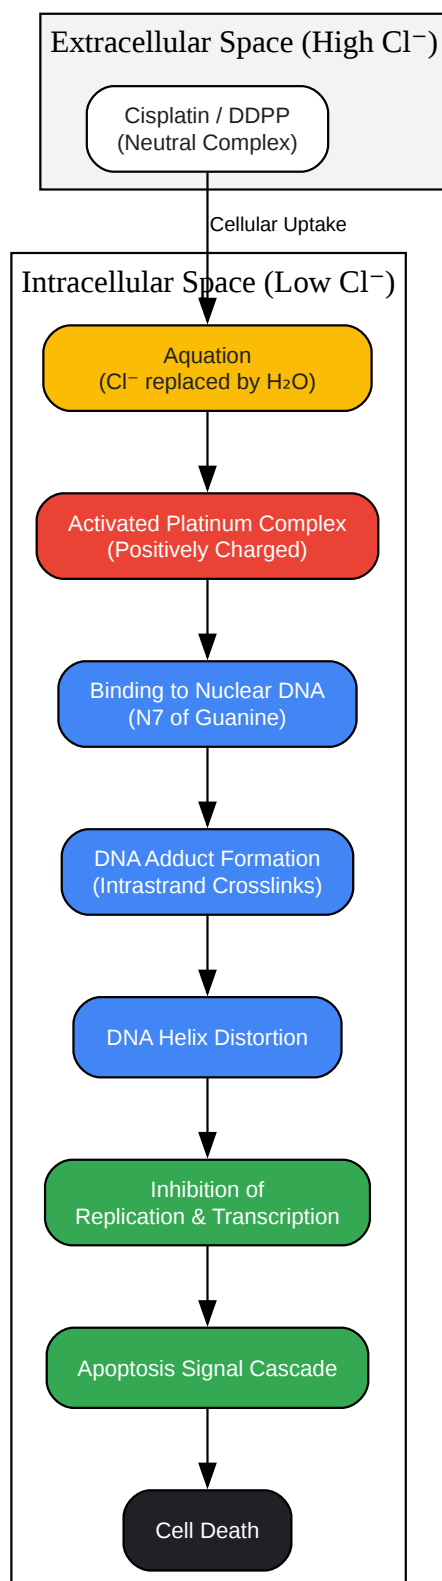 Extracellular Space (High Cl⁻)
Cisplatin / DDPP
(Neutral Complex)
Cellular Uptake
Intracellular Space (Low Cl⁻)
Aquation
(Cl⁻ replaced by H₂O)
Activated Platinum Complex
(Positively Charged)
Binding to Nuclear DNA
(N7 of Guanine)
DNA Adduct Formation
(Intrastrand Crosslinks)
DNA Helix Distortion
Inhibition of
Replication & Transcription
Apoptosis Signal Cascade
Cell Death